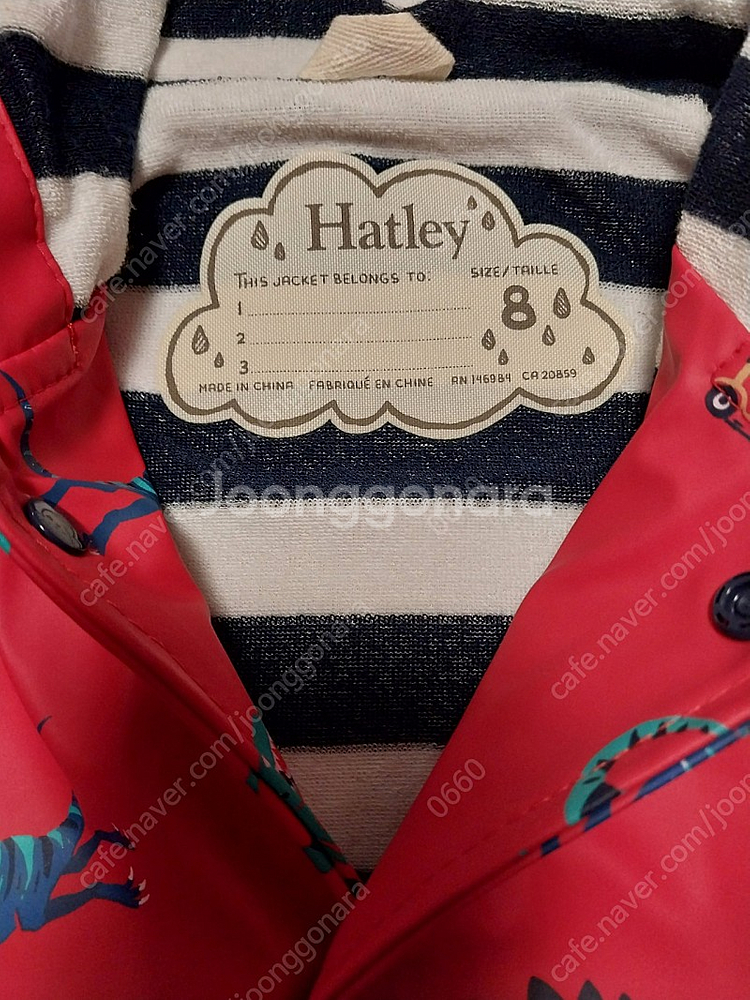 Hatley
THIS JACKET BELONGS TO: SIZE/TAILLE
1 8
2
3
MADE IN CHINA FABRIQUÉ EN CHINE RN 146984 CA 20859
Joonggonara
cafe.naver.com/joonggonara
0660